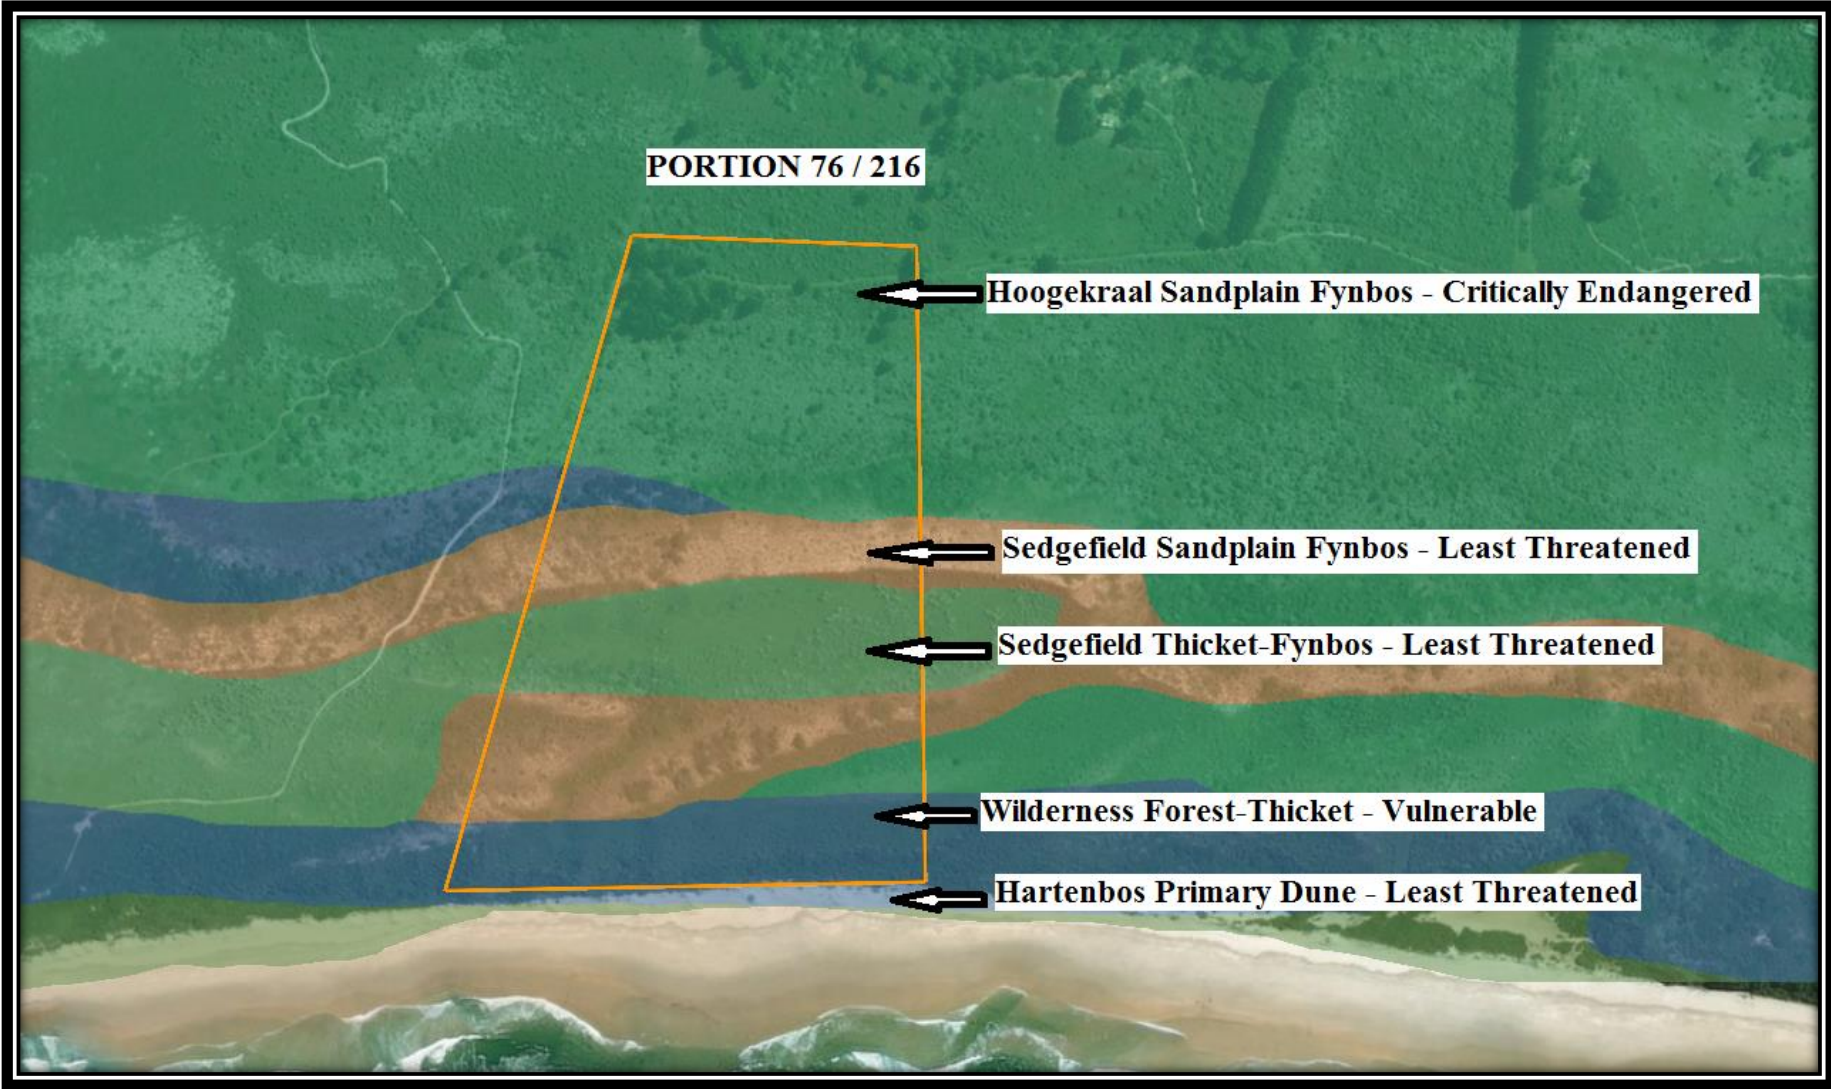 PORTION 76 / 216
Hoogekraal Sandplain Fynbos - Critically Endangered
Sedgefield Sandplain Fynbos - Least Threatened
Sedgefield Thicket-Fynbos - Least Threatened
Wilderness Forest-Thicket - Vulnerable
Hartenbos Primary Dune - Least Threatened